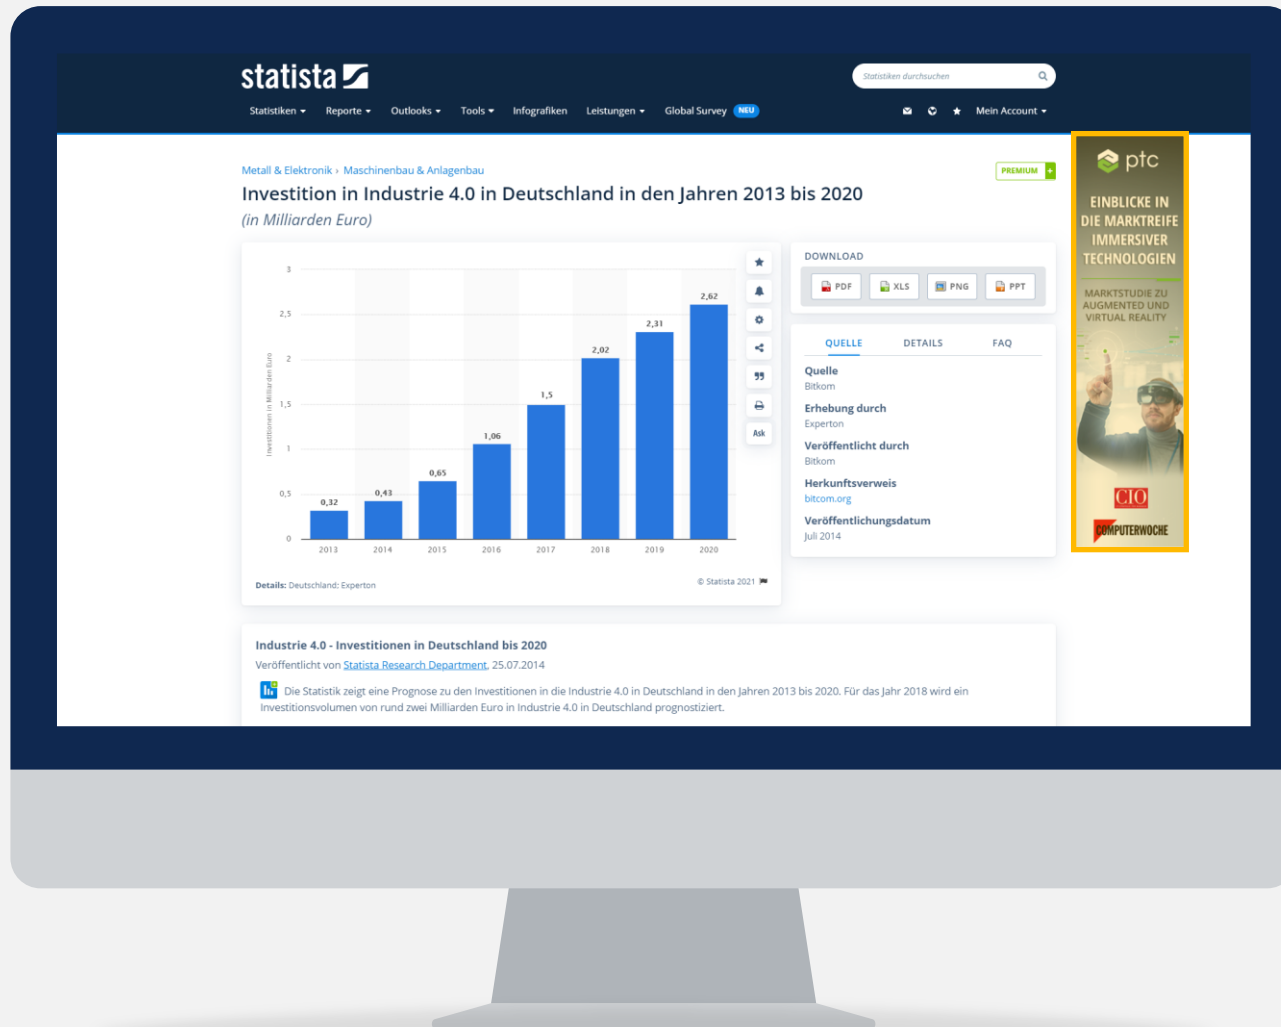 statista
Statistiken durchsuchen
Statistiken Reporte Outlooks Tools Infografiken Leistungen Global Survey NEU Mein Account
Metall & Elektronik › Maschinenbau & Anlagenbau
PREMIUM +
Investition in Industrie 4.0 in Deutschland in den Jahren 2013 bis 2020
(in Milliarden Euro)
Investitionen in Milliarden Euro
3
2,5
2
1,5
1
0,5
0
0,32
0,43
0,65
1,06
1,5
2,02
2,31
2,62
2013 2014 2015 2016 2017 2018 2019 2020
Ask
Details: Deutschland; Experton
© Statista 2021
DOWNLOAD
PDF XLS PNG PPT
QUELLE DETAILS FAQ
Quelle
Bitkom
Erhebung durch
Experton
Veröffentlicht durch
Bitkom
Herkunftsverweis
bitcom.org
Veröffentlichungsdatum
Juli 2014
ptc
EINBLICKE IN
DIE MARKTREIFE
IMMERSIVER
TECHNOLOGIEN
MARKTSTUDIE ZU
AUGMENTED UND
VIRTUAL REALITY
CIO
COMPUTERWOCHE
Industrie 4.0 - Investitionen in Deutschland bis 2020
Veröffentlicht von Statista Research Department, 25.07.2014
Die Statistik zeigt eine Prognose zu den Investitionen in die Industrie 4.0 in Deutschland in den Jahren 2013 bis 2020. Für das Jahr 2018 wird ein
Investitionsvolumen von rund zwei Milliarden Euro in Industrie 4.0 in Deutschland prognostiziert.